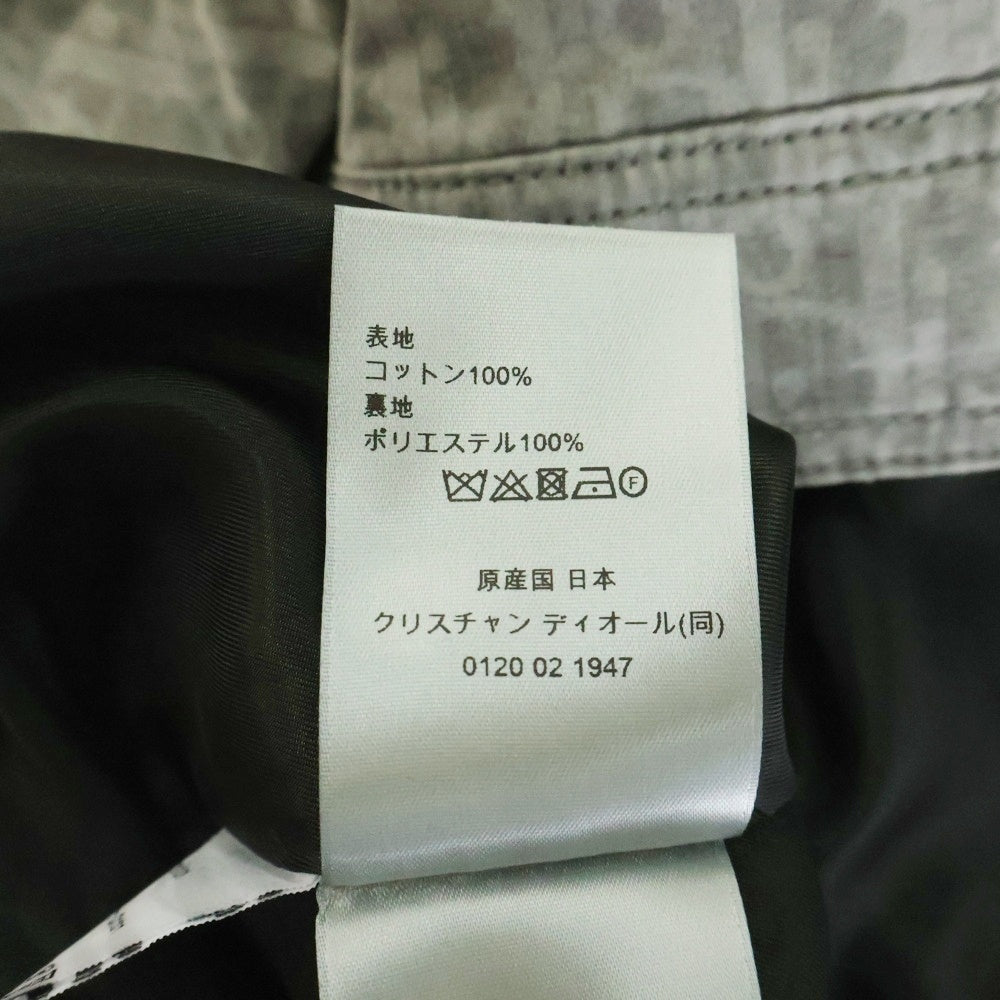 表地
コットン100%
裏地
ポリエステル100%
F
原産国 日本
クリスチャン ディオール(同)
0120 02 1947